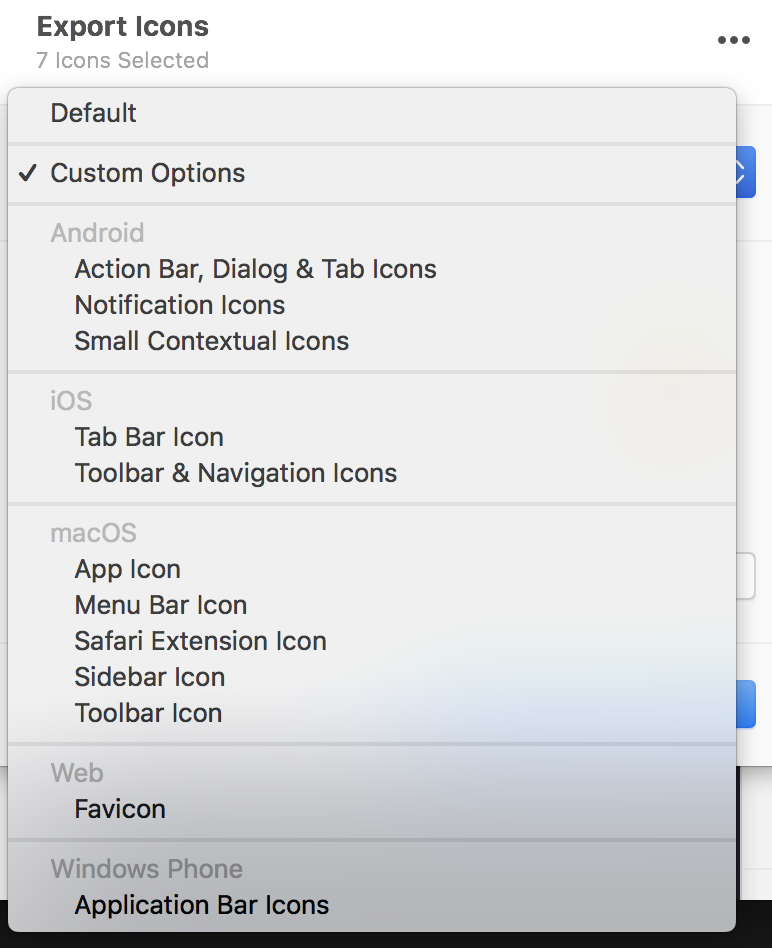 Export Icons
7 Icons Selected
Default
Custom Options
Android
Action Bar, Dialog & Tab Icons
Notification Icons
Small Contextual Icons
iOS
Tab Bar Icon
Toolbar & Navigation Icons
macOS
App Icon
Menu Bar Icon
Safari Extension Icon
Sidebar Icon
Toolbar Icon
Web
Favicon
Windows Phone
Application Bar Icons